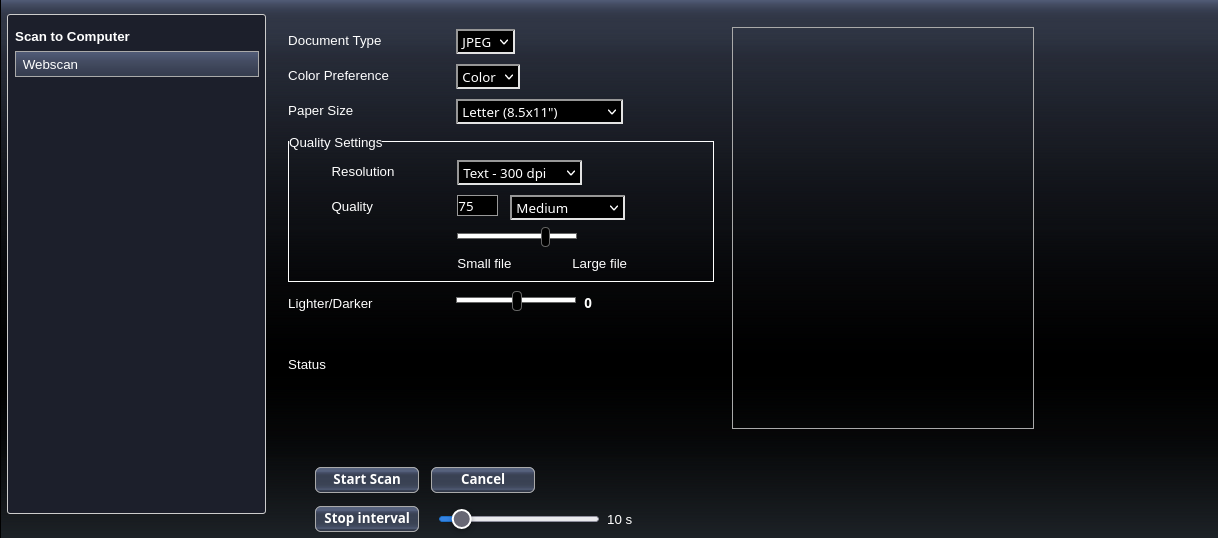 Scan to Computer
Webscan
Document Type JPEG
Color Preference Color
Paper Size Letter (8.5x11")
Quality Settings
Resolution Text - 300 dpi
Quality 75 Medium
Small file Large file
Lighter/Darker 0
Status
Start Scan Cancel
Stop interval 10 s